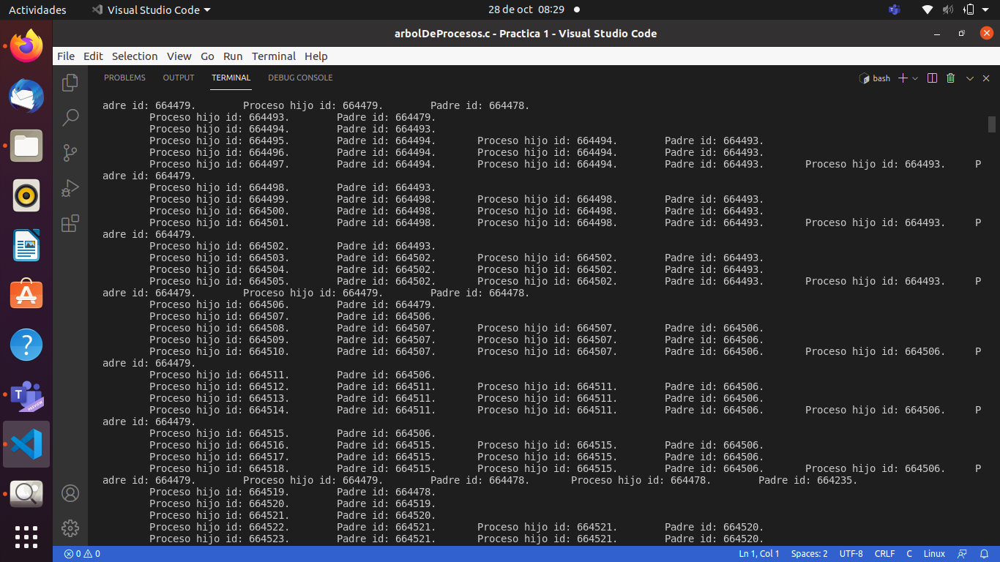 Actividades
Visual Studio Code
28 de oct 08:29
arbolDeProcesos.c - Practica 1 - Visual Studio Code
File Edit Selection View Go Run Terminal Help
PROBLEMS OUTPUT TERMINAL DEBUG CONSOLE
bash
adre id: 664479. Proceso hijo id: 664479. Padre id: 664478.
Proceso hijo id: 664493. Padre id: 664479.
Proceso hijo id: 664494. Padre id: 664493.
Proceso hijo id: 664495. Padre id: 664494. Proceso hijo id: 664494. Padre id: 664493.
Proceso hijo id: 664496. Padre id: 664494. Proceso hijo id: 664494. Padre id: 664493.
Proceso hijo id: 664497. Padre id: 664494. Proceso hijo id: 664494. Padre id: 664493. Proceso hijo id: 664493. P
adre id: 664479.
Proceso hijo id: 664498. Padre id: 664493.
Proceso hijo id: 664499. Padre id: 664498. Proceso hijo id: 664498. Padre id: 664493.
Proceso hijo id: 664500. Padre id: 664498. Proceso hijo id: 664498. Padre id: 664493.
Proceso hijo id: 664501. Padre id: 664498. Proceso hijo id: 664498. Padre id: 664493. Proceso hijo id: 664493. P
adre id: 664479.
Proceso hijo id: 664502. Padre id: 664493.
Proceso hijo id: 664503. Padre id: 664502. Proceso hijo id: 664502. Padre id: 664493.
Proceso hijo id: 664504. Padre id: 664502. Proceso hijo id: 664502. Padre id: 664493.
Proceso hijo id: 664505. Padre id: 664502. Proceso hijo id: 664502. Padre id: 664493. Proceso hijo id: 664493. P
adre id: 664479. Proceso hijo id: 664479. Padre id: 664478.
Proceso hijo id: 664506. Padre id: 664479.
Proceso hijo id: 664507. Padre id: 664506.
Proceso hijo id: 664508. Padre id: 664507. Proceso hijo id: 664507. Padre id: 664506.
Proceso hijo id: 664509. Padre id: 664507. Proceso hijo id: 664507. Padre id: 664506.
Proceso hijo id: 664510. Padre id: 664507. Proceso hijo id: 664507. Padre id: 664506. Proceso hijo id: 664506. P
adre id: 664479.
Proceso hijo id: 664511. Padre id: 664506.
Proceso hijo id: 664512. Padre id: 664511. Proceso hijo id: 664511. Padre id: 664506.
Proceso hijo id: 664513. Padre id: 664511. Proceso hijo id: 664511. Padre id: 664506.
Proceso hijo id: 664514. Padre id: 664511. Proceso hijo id: 664511. Padre id: 664506. Proceso hijo id: 664506. P
adre id: 664479.
Proceso hijo id: 664515. Padre id: 664506.
Proceso hijo id: 664516. Padre id: 664515. Proceso hijo id: 664515. Padre id: 664506.
Proceso hijo id: 664517. Padre id: 664515. Proceso hijo id: 664515. Padre id: 664506.
Proceso hijo id: 664518. Padre id: 664515. Proceso hijo id: 664515. Padre id: 664506. Proceso hijo id: 664506. P
adre id: 664479. Proceso hijo id: 664479. Padre id: 664478. Proceso hijo id: 664478. Padre id: 664235.
Proceso hijo id: 664519. Padre id: 664478.
Proceso hijo id: 664520. Padre id: 664519.
Proceso hijo id: 664521. Padre id: 664520.
Proceso hijo id: 664522. Padre id: 664521. Proceso hijo id: 664521. Padre id: 664520.
Proceso hijo id: 664523. Padre id: 664521. Proceso hijo id: 664521. Padre id: 664520.
0 0 Ln 1, Col 1 Spaces: 2 UTF-8 CRLF C Linux